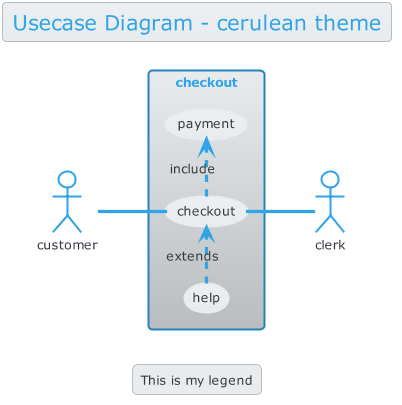 Usecase Diagram - cerulean theme
checkout
payment
include
customer
checkout
clerk
extends
help
This is my legend